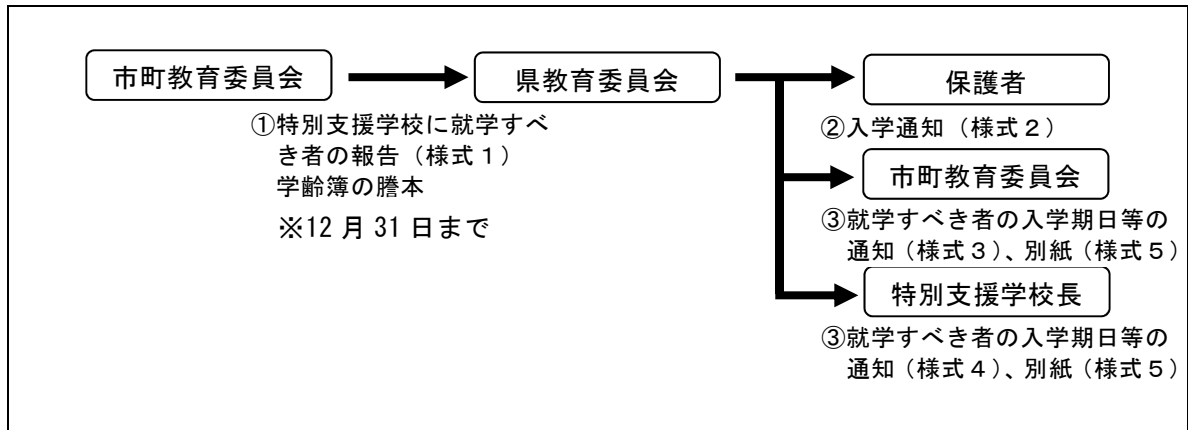 市町教育委員会
県教育委員会
保護者
①特別支援学校に就学すべ
き者の報告（様式１）
学齢簿の謄本
※12月31日まで
②入学通知（様式２）
市町教育委員会
③就学すべき者の入学期日等の
通知（様式３）、別紙（様式５）
特別支援学校長
③就学すべき者の入学期日等の
通知（様式４）、別紙（様式５）